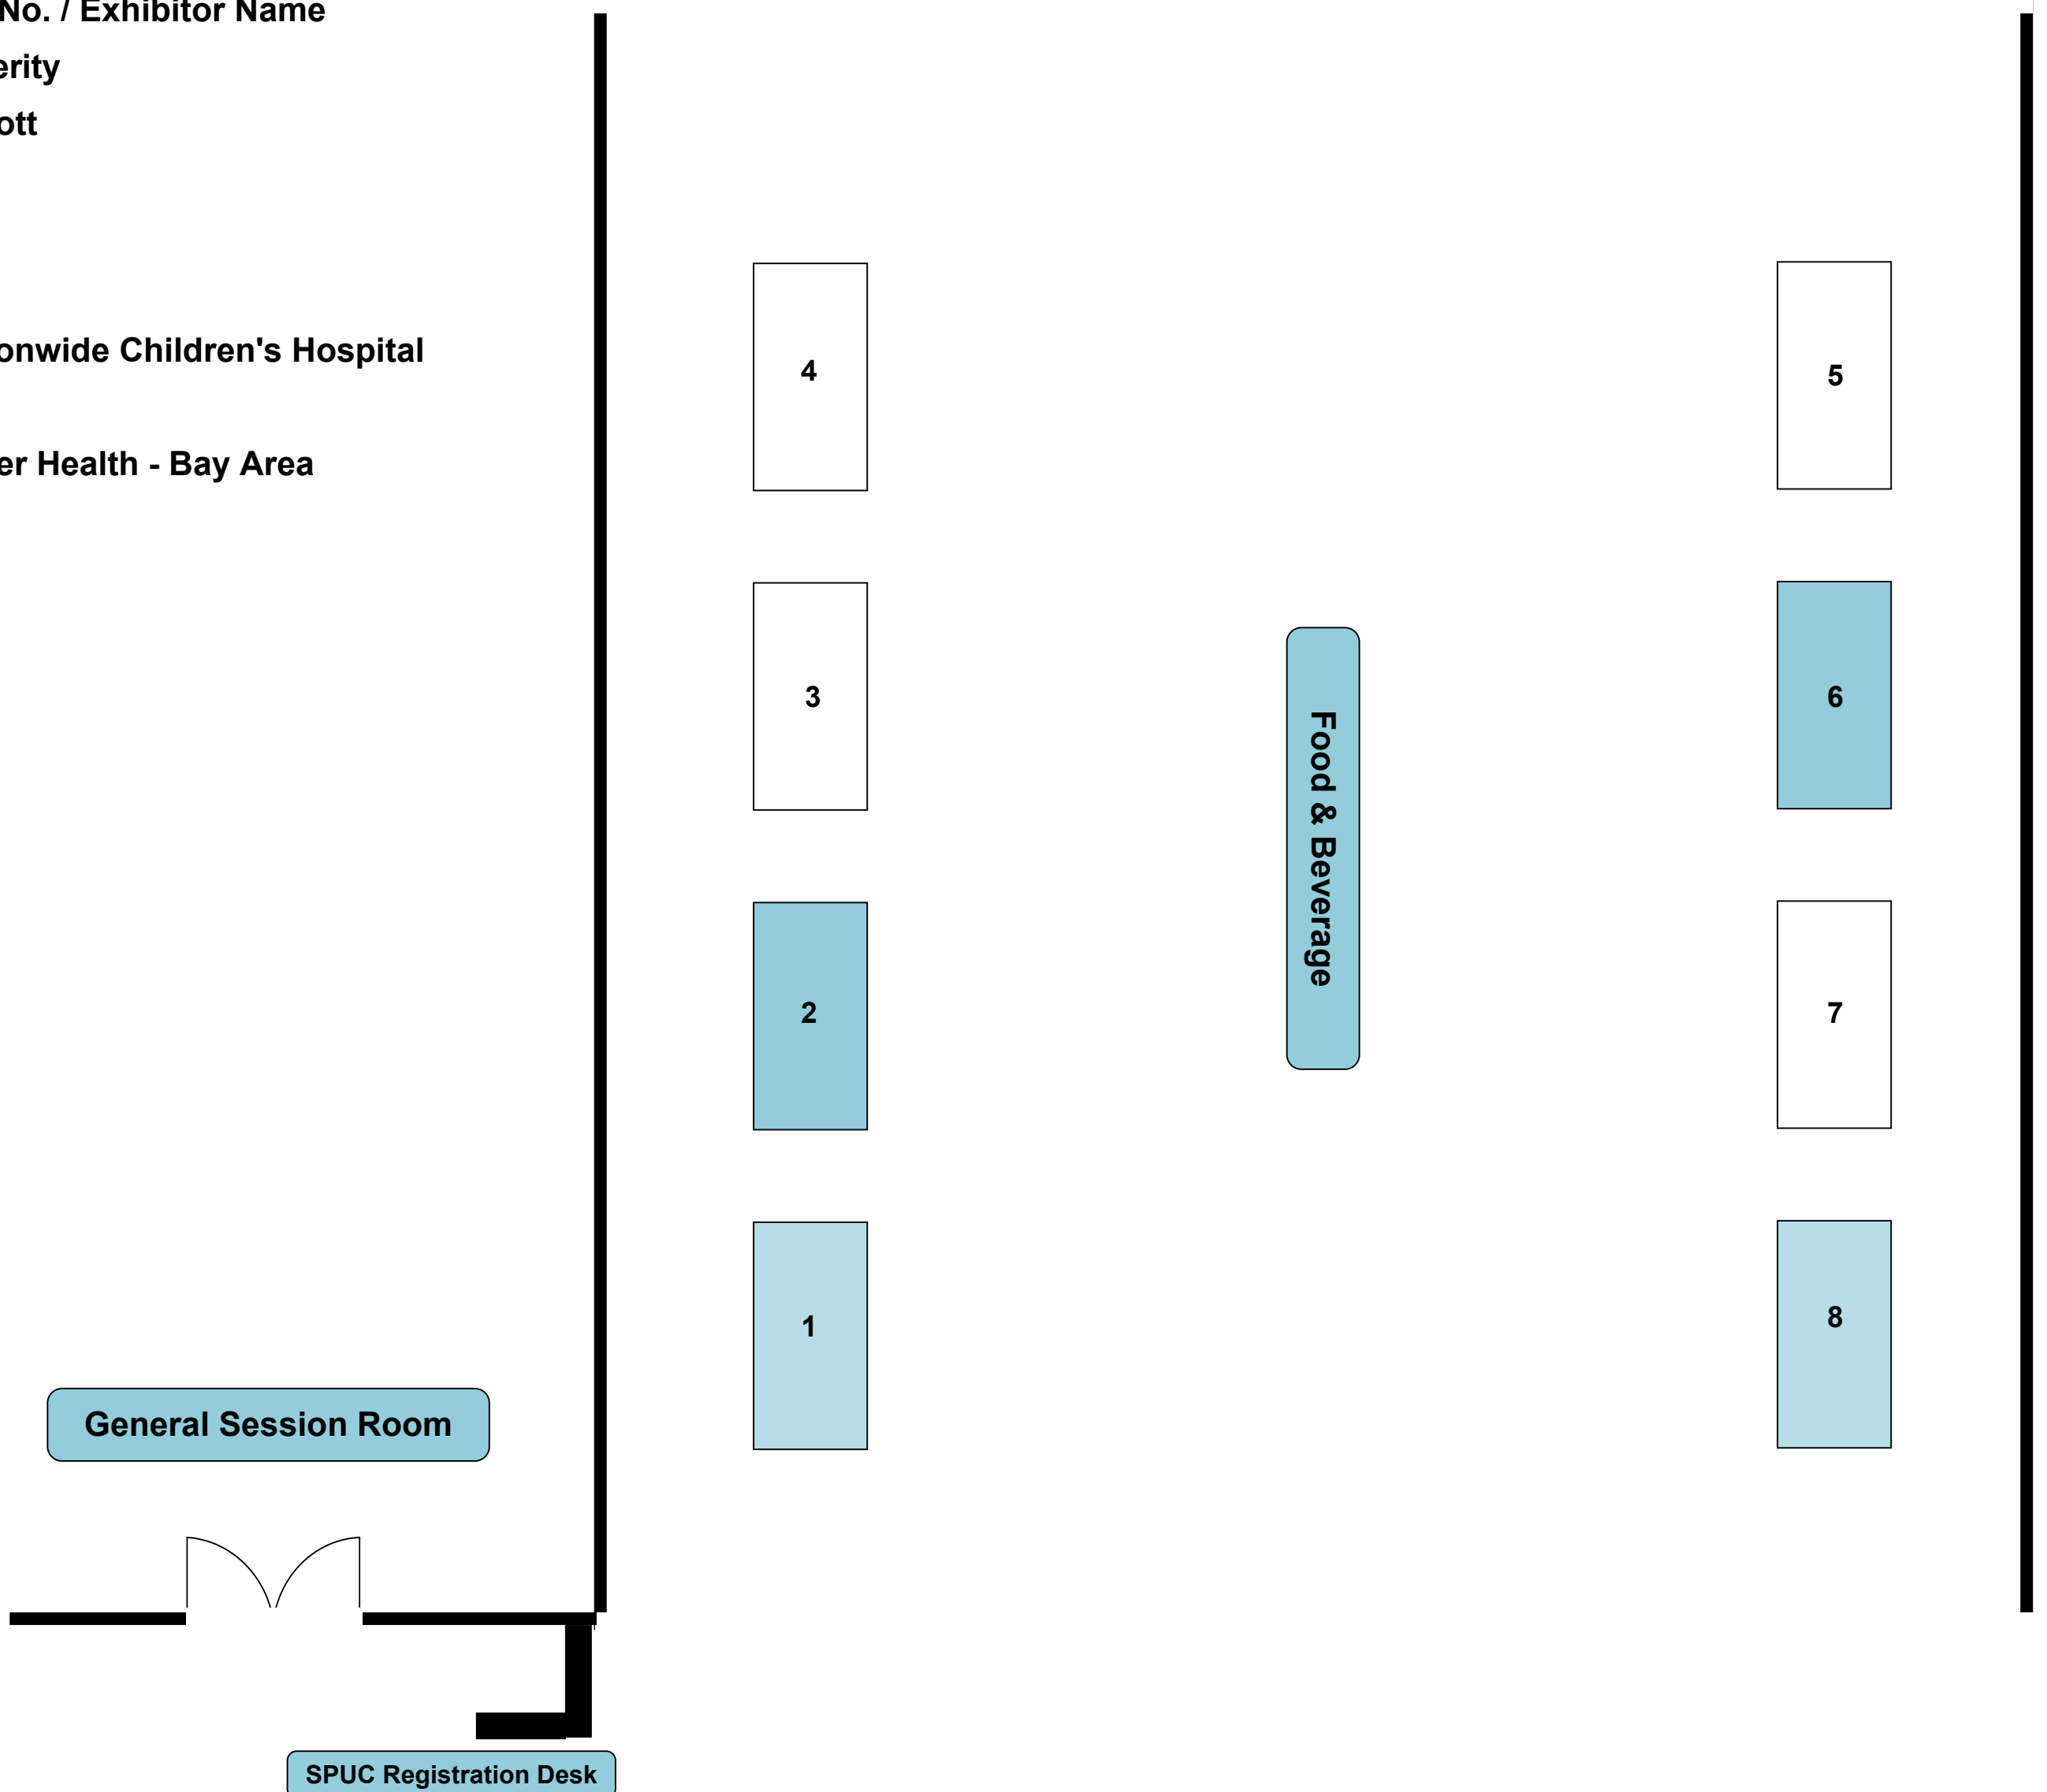 No. / Exhibitor Name
erity
ott
onwide Children's Hospital
er Health - Bay Area
4
5
3
6
Food & Beverage
2
7
1
8
General Session Room
SPUC Registration Desk